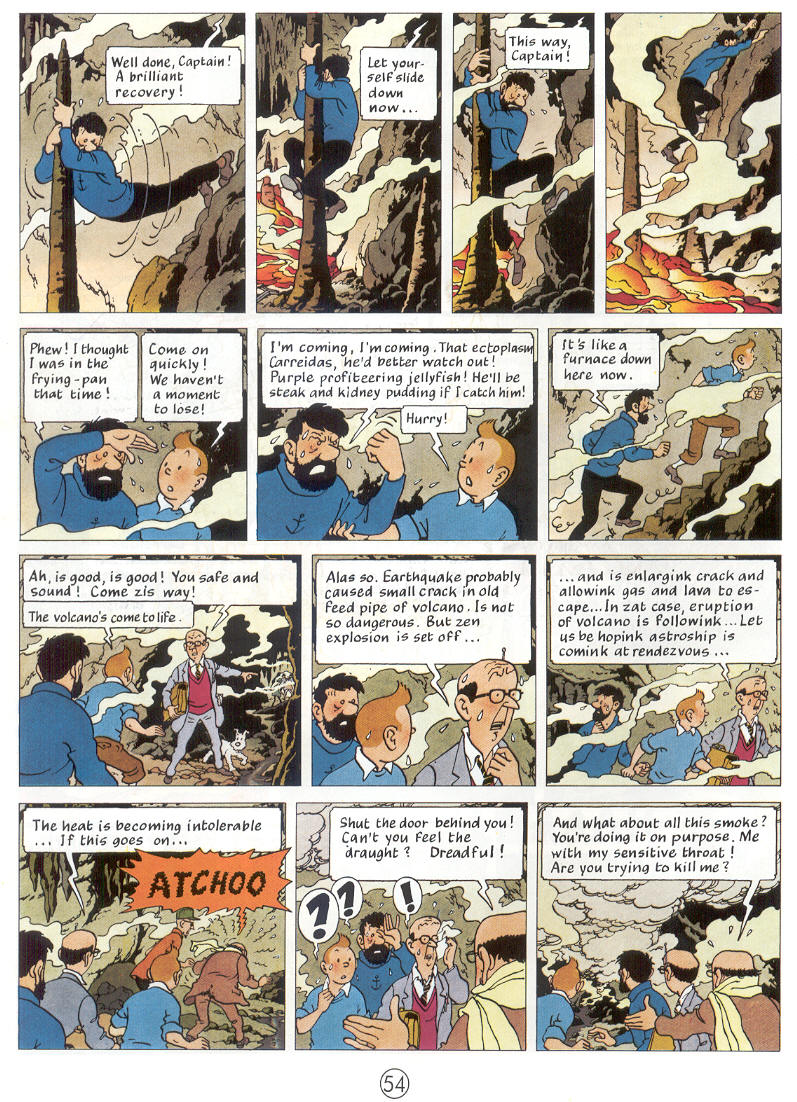 Well done, Captain!
A brilliant
recovery!
Let your-
self slide
down
now...
This way,
Captain!
Phew! I thought
I was in the
frying-pan
that time!
Come on
quickly!
We haven't
a moment
to lose!
I'm coming, I'm coming. That ectoplasm
Carreidas, he'd better watch out!
Purple profiteering jellyfish! He'll be
steak and kidney pudding if I catch him!
Hurry!
It's like a
furnace down
here now.
Ah, is good, is good! You safe and
sound! Come zis way!
The volcano's come to life.
Alas so. Earthquake probably
caused small crack in old
feed pipe of volcano. Is not
so dangerous. But zen
explosion is set off...
...and is enlargink crack and
allowink gas and lava to es-
cape...In zat case, eruption
of volcano is followink...Let
us be hopink astroship is
comink at rendezvous...
The heat is becoming intolerable
... If this goes on...
ATCHOO
Shut the door behind you!
Can't you feel the
draught? Dreadful!
? ? !
And what about all this smoke?
You're doing it on purpose. Me
with my sensitive throat!
Are you trying to kill me?
54